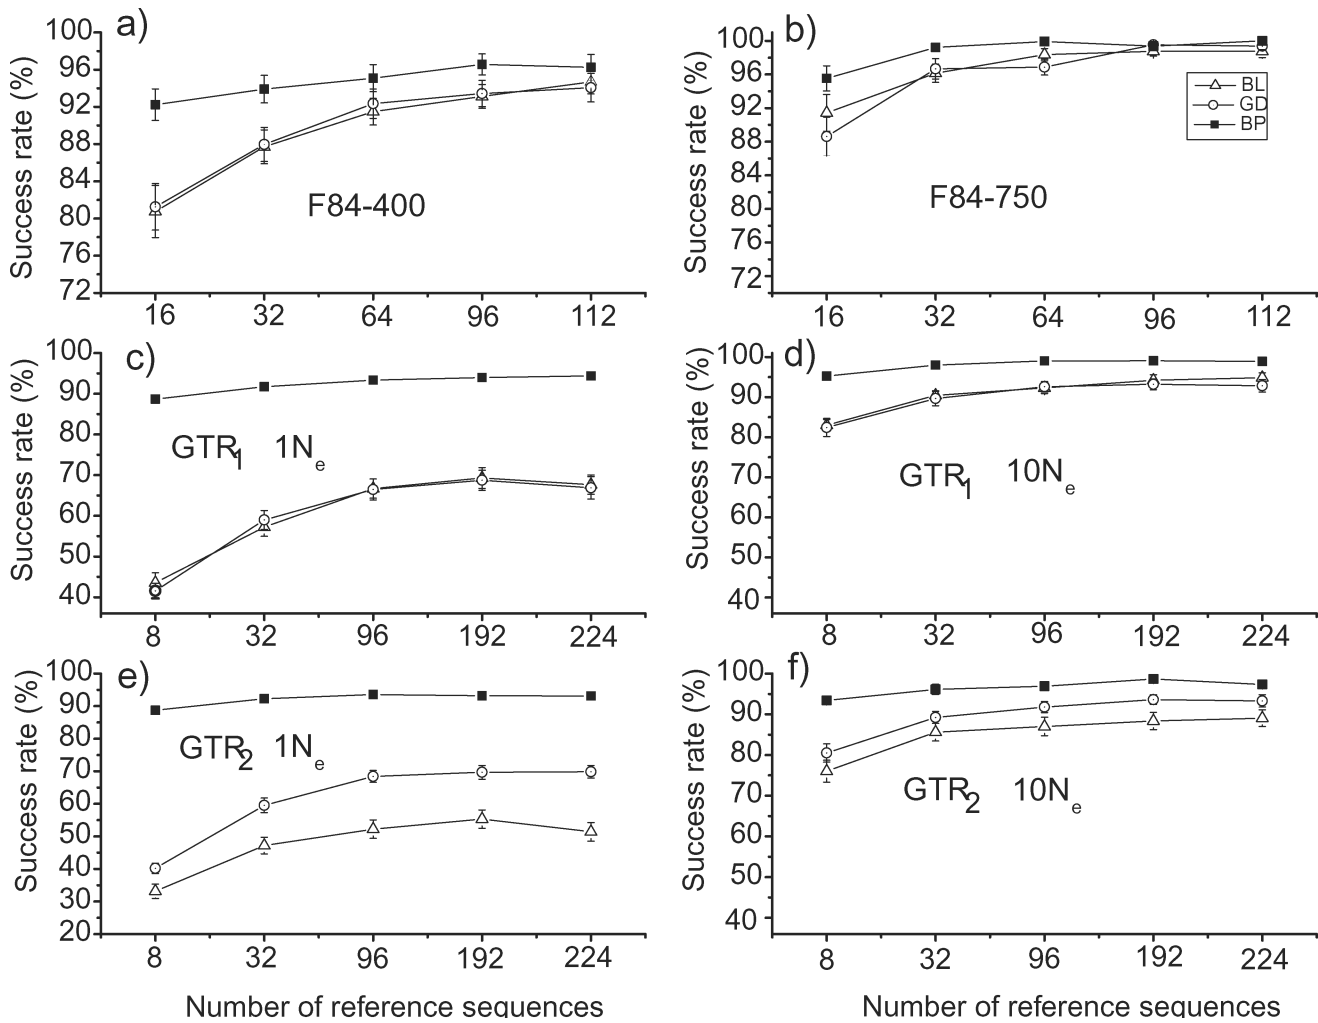 a)
Success rate (%)
100
96
92
88
84
80
76
72
F84-400
16 32 64 96 112
b)
Success rate (%)
100
96
92
88
84
80
76
72
BL
GD
BP
F84-750
16 32 64 96 112
c)
Success rate (%)
100
90
80
70
60
50
40
GTR1 1Ne
8 32 96 192 224
d)
Success rate (%)
100
90
80
70
60
50
40
GTR1 10Ne
8 32 96 192 224
e)
Success rate (%)
100
90
80
70
60
50
40
30
20
GTR2 1Ne
8 32 96 192 224
Number of reference sequences
f)
Success rate (%)
100
90
80
70
60
50
40
GTR2 10Ne
8 32 96 192 224
Number of reference sequences